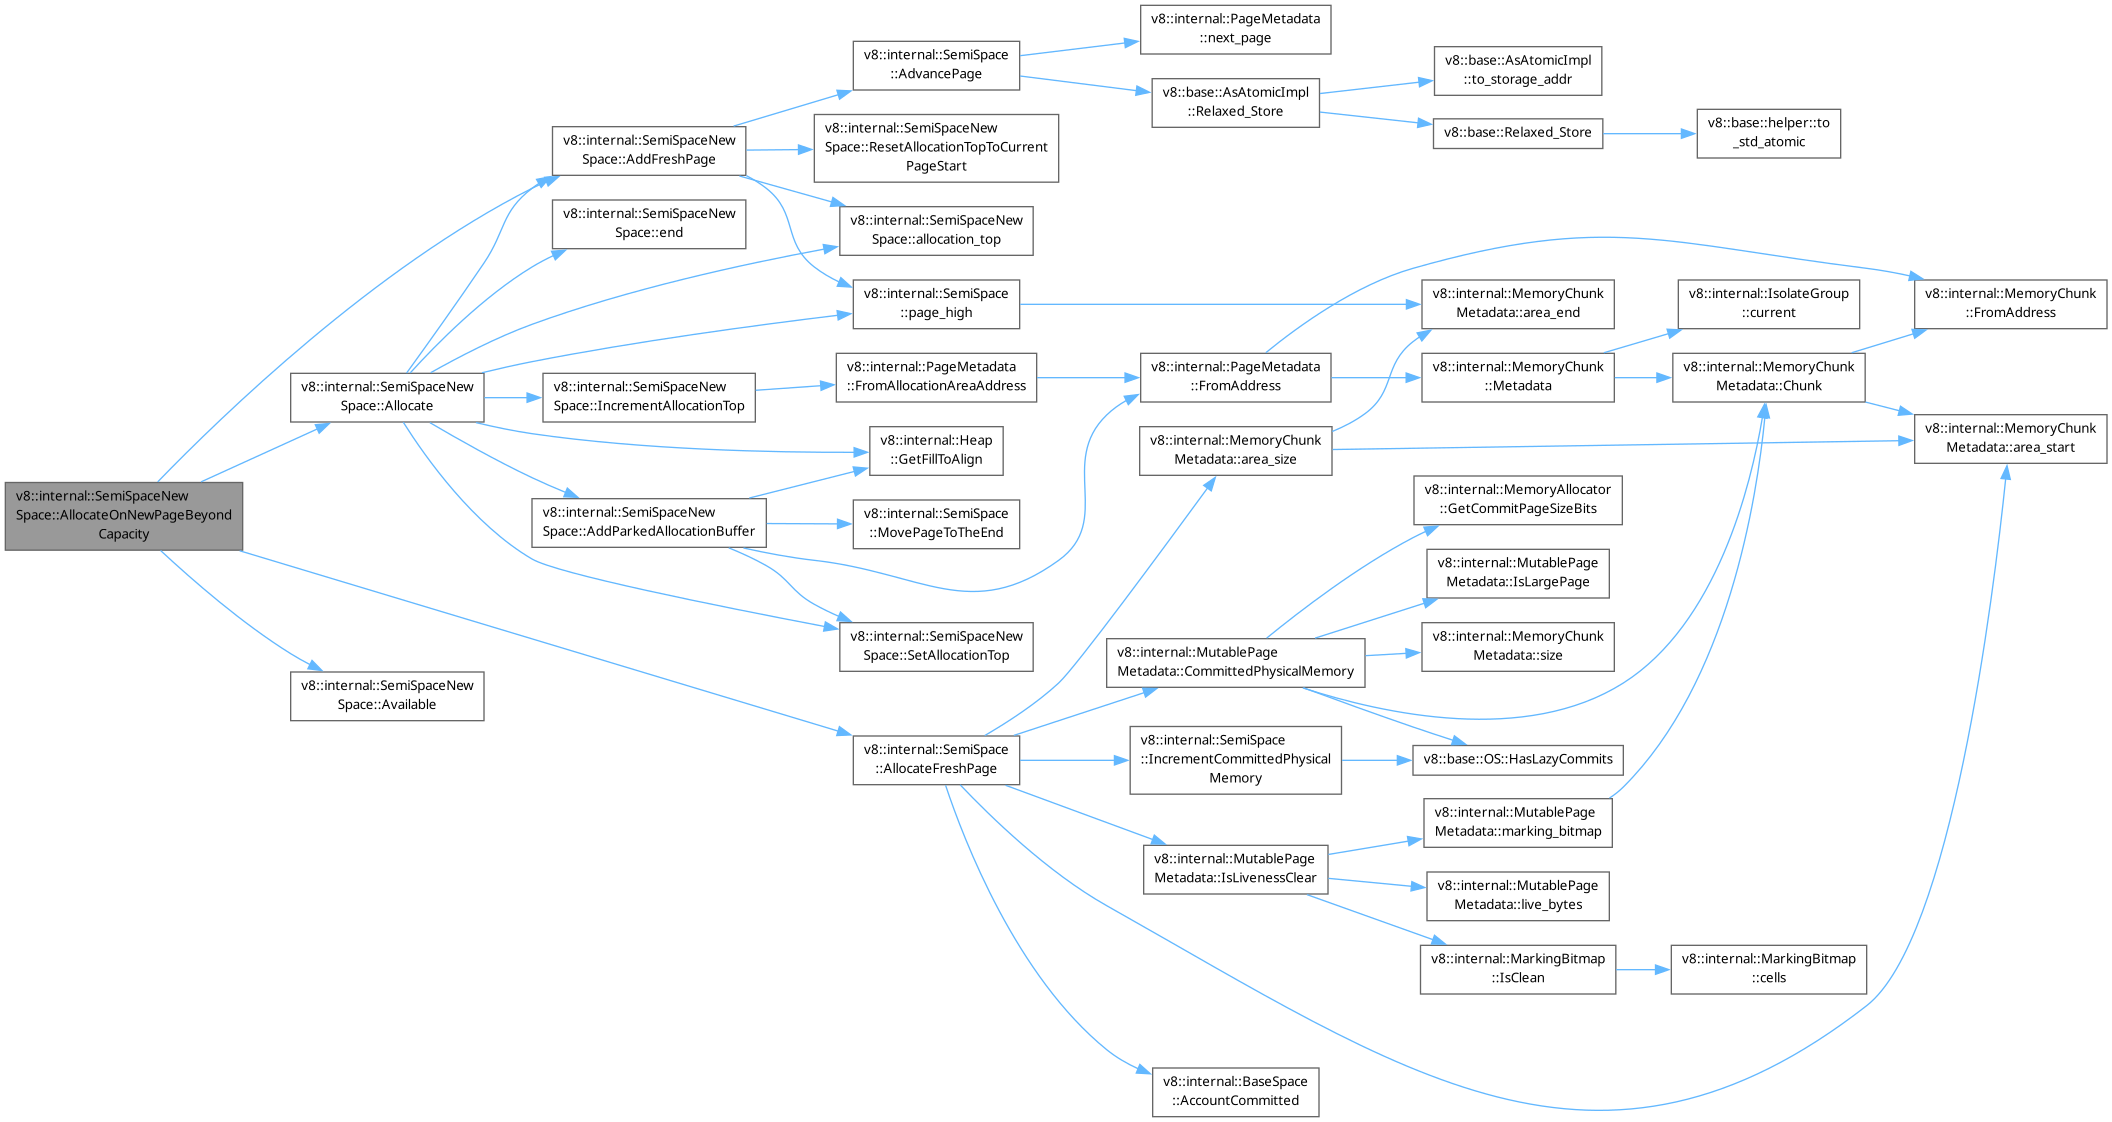 v8::internal::SemiSpaceNew
Space::AllocateOnNewPageBeyond
Capacity
v8::internal::SemiSpaceNew
Space::Allocate
v8::internal::SemiSpaceNew
Space::Available
v8::internal::SemiSpaceNew
Space::AddFreshPage
v8::internal::SemiSpaceNew
Space::end
v8::internal::SemiSpaceNew
Space::IncrementAllocationTop
v8::internal::SemiSpaceNew
Space::AddParkedAllocationBuffer
v8::internal::SemiSpace
::AdvancePage
v8::internal::SemiSpaceNew
Space::ResetAllocationTopToCurrent
PageStart
v8::internal::SemiSpaceNew
Space::allocation_top
v8::internal::SemiSpace
::page_high
v8::internal::PageMetadata
::FromAllocationAreaAddress
v8::internal::Heap
::GetFillToAlign
v8::internal::SemiSpace
::MovePageToTheEnd
v8::internal::SemiSpaceNew
Space::SetAllocationTop
v8::internal::SemiSpace
::AllocateFreshPage
v8::internal::PageMetadata
::next_page
v8::base::AsAtomicImpl
::Relaxed_Store
v8::internal::PageMetadata
::FromAddress
v8::internal::MemoryChunk
Metadata::area_size
v8::internal::MutablePage
Metadata::CommittedPhysicalMemory
v8::internal::SemiSpace
::IncrementCommittedPhysical
Memory
v8::internal::MutablePage
Metadata::IsLivenessClear
v8::internal::BaseSpace
::AccountCommitted
v8::base::AsAtomicImpl
::to_storage_addr
v8::base::Relaxed_Store
v8::internal::MemoryChunk
Metadata::area_end
v8::internal::MemoryChunk
::Metadata
v8::internal::MemoryAllocator
::GetCommitPageSizeBits
v8::internal::MutablePage
Metadata::IsLargePage
v8::internal::MemoryChunk
Metadata::size
v8::base::OS::HasLazyCommits
v8::internal::MutablePage
Metadata::marking_bitmap
v8::internal::MutablePage
Metadata::live_bytes
v8::internal::MarkingBitmap
::IsClean
v8::base::helper::to
_std_atomic
v8::internal::IsolateGroup
::current
v8::internal::MemoryChunk
Metadata::Chunk
v8::internal::MarkingBitmap
::cells
v8::internal::MemoryChunk
::FromAddress
v8::internal::MemoryChunk
Metadata::area_start